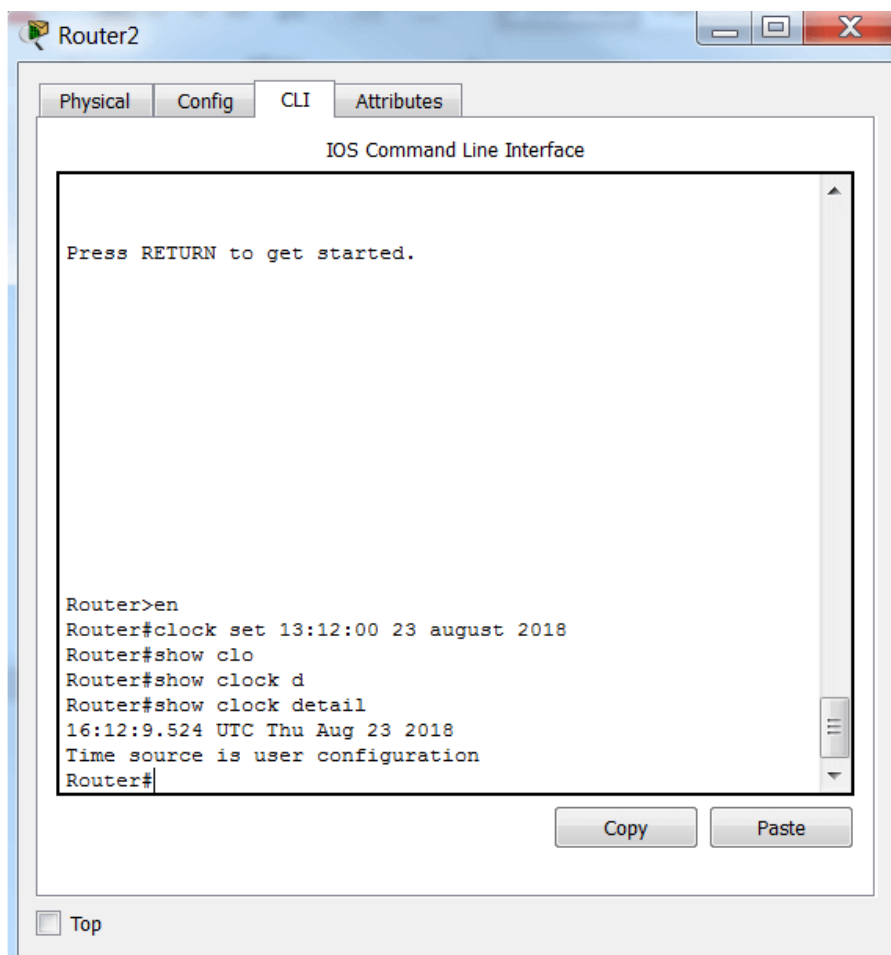 Router2
Physical Config CLI Attributes
IOS Command Line Interface
Press RETURN to get started.
Router>en
Router#clock set 13:12:00 23 august 2018
Router#show clo
Router#show clock d
Router#show clock detail
16:12:9.524 UTC Thu Aug 23 2018
Time source is user configuration
Router#
Copy Paste
Top